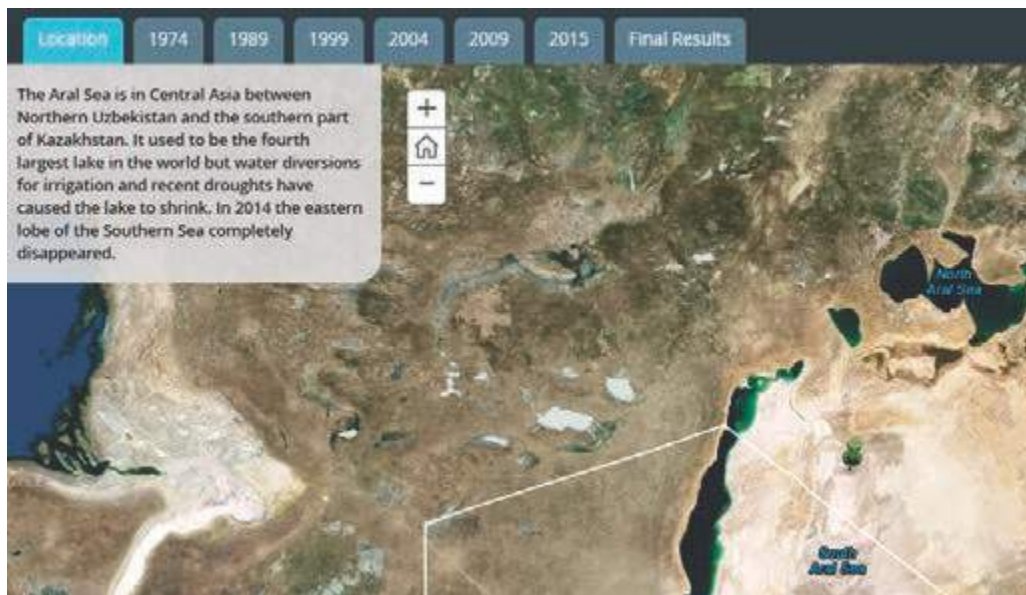 Location 1974 1989 1999 2004 2009 2015 Final Results
The Aral Sea is in Central Asia between
Northern Uzbekistan and the southern part
of Kazakhstan. It used to be the fourth
largest lake in the world but water diversions
for irrigation and recent droughts have
caused the lake to shrink. In 2014 the eastern
lobe of the Southern Sea completely
disappeared.
+
−
North
Aral Sea
South
Aral Sea